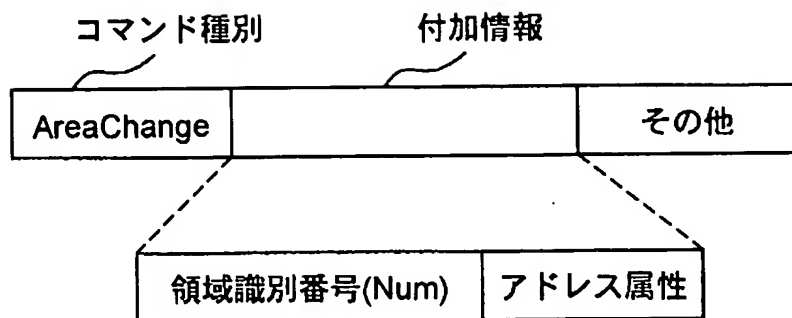 コマンド種別
付加情報
AreaChange
その他
領域識別番号(Num)
アドレス属性